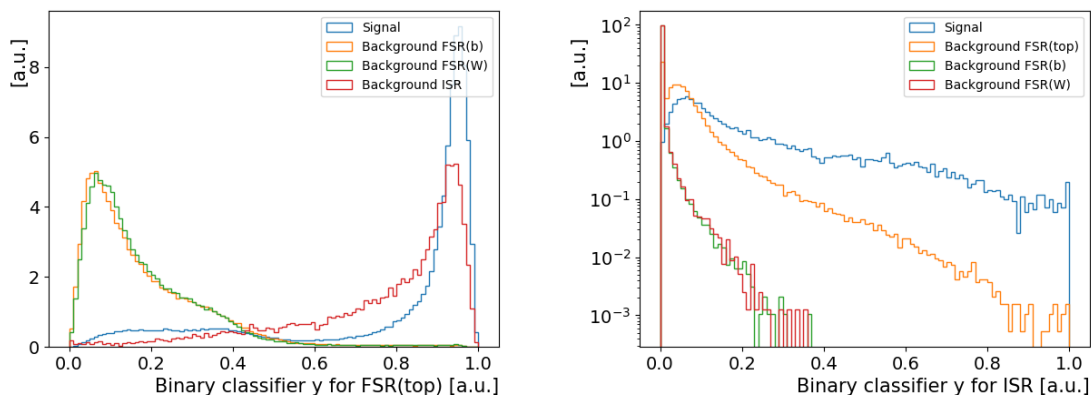 [a.u.]
8
6
4
2
0
0.0 0.2 0.4 0.6 0.8 1.0
Binary classifier y for FSR(top) [a.u.]
Signal
Background FSR(b)
Background FSR(W)
Background ISR
[a.u.]
10²
10¹
10⁰
10⁻¹
10⁻²
10⁻³
0.0 0.2 0.4 0.6 0.8 1.0
Binary classifier y for ISR [a.u.]
Signal
Background FSR(top)
Background FSR(b)
Background FSR(W)